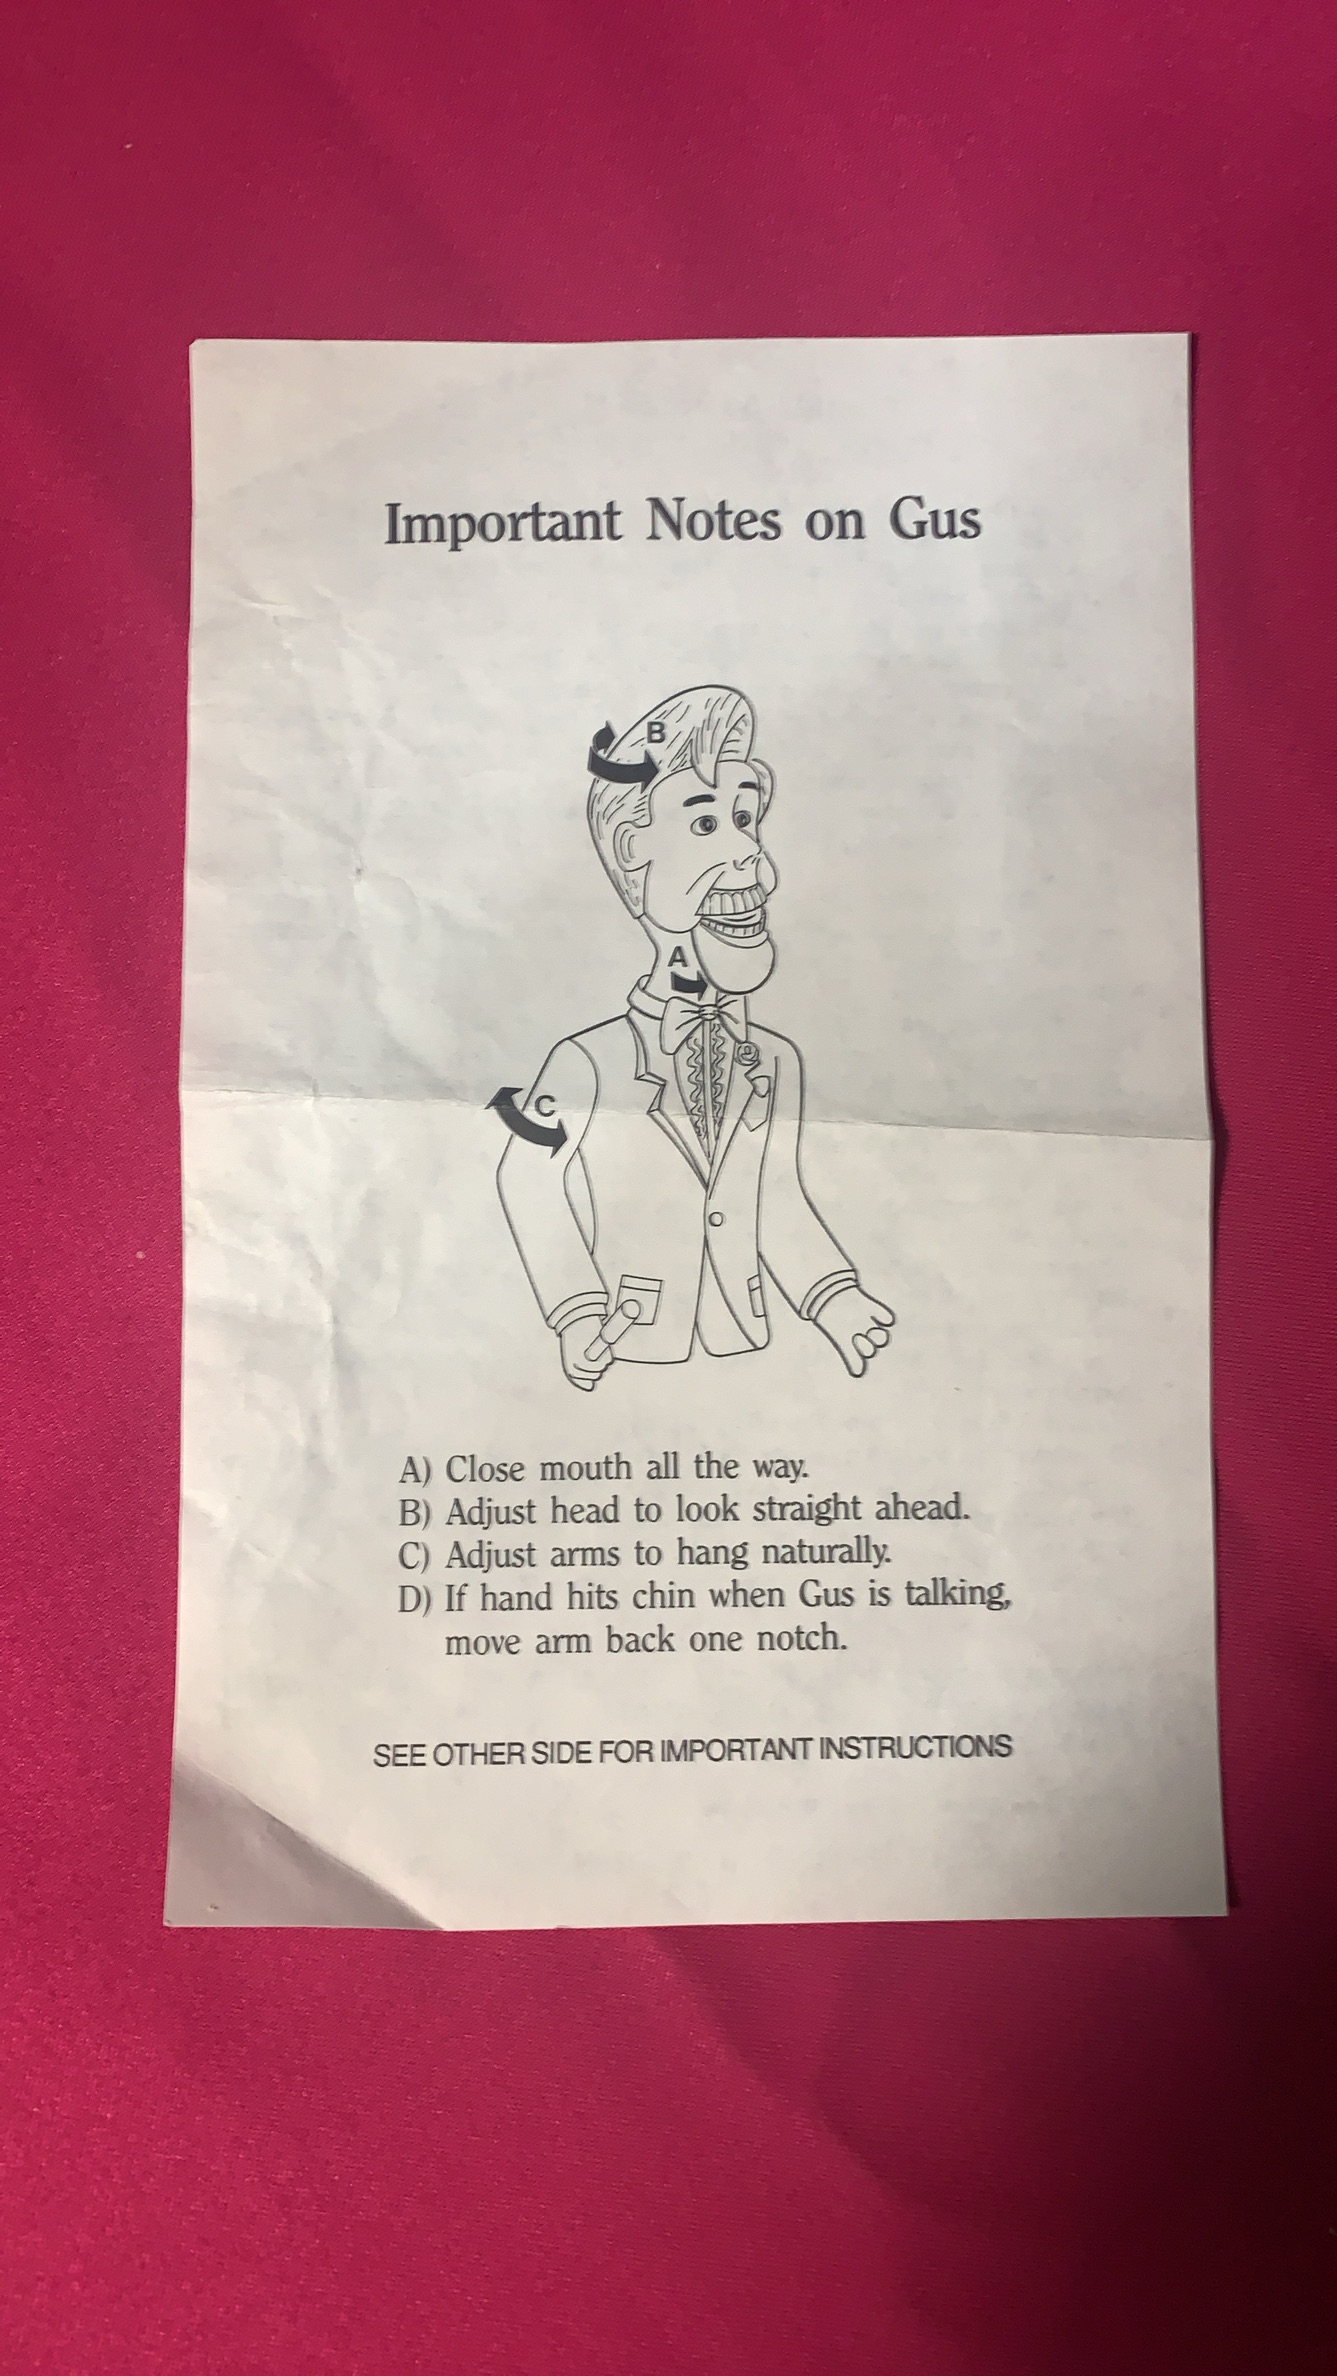 Important Notes on Gus
B
A
C
A) Close mouth all the way.
B) Adjust head to look straight ahead.
C) Adjust arms to hang naturally.
D) If hand hits chin when Gus is talking,
move arm back one notch.
SEE OTHER SIDE FOR IMPORTANT INSTRUCTIONS